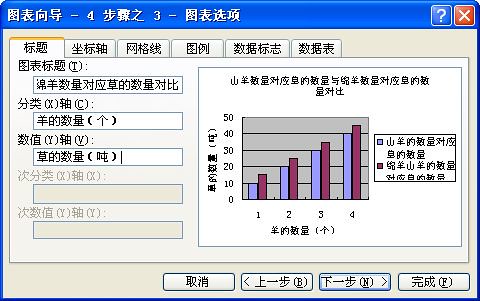 图表向导 - 4 步骤之 3 - 图表选项
标题 坐标轴 网格线 图例 数据标志 数据表
图表标题(T):
绵羊数量对应草的数量对比
分类(X)轴(C):
羊的数量（个）
数值(Y)轴(V):
草的数量（吨）
次分类(X)轴(X):
次数值(Y)轴(Y):
山羊数量对应草的数量与绵羊数量对应草的数
量对比
草的数量（吨）
50
40
30
20
10
0
1 2 3 4
羊的数量（个）
山羊的数量对应
草的数量
绵羊山羊的数量
对应草的数量
取消 < 上一步(B) 下一步(N) > 完成(F)